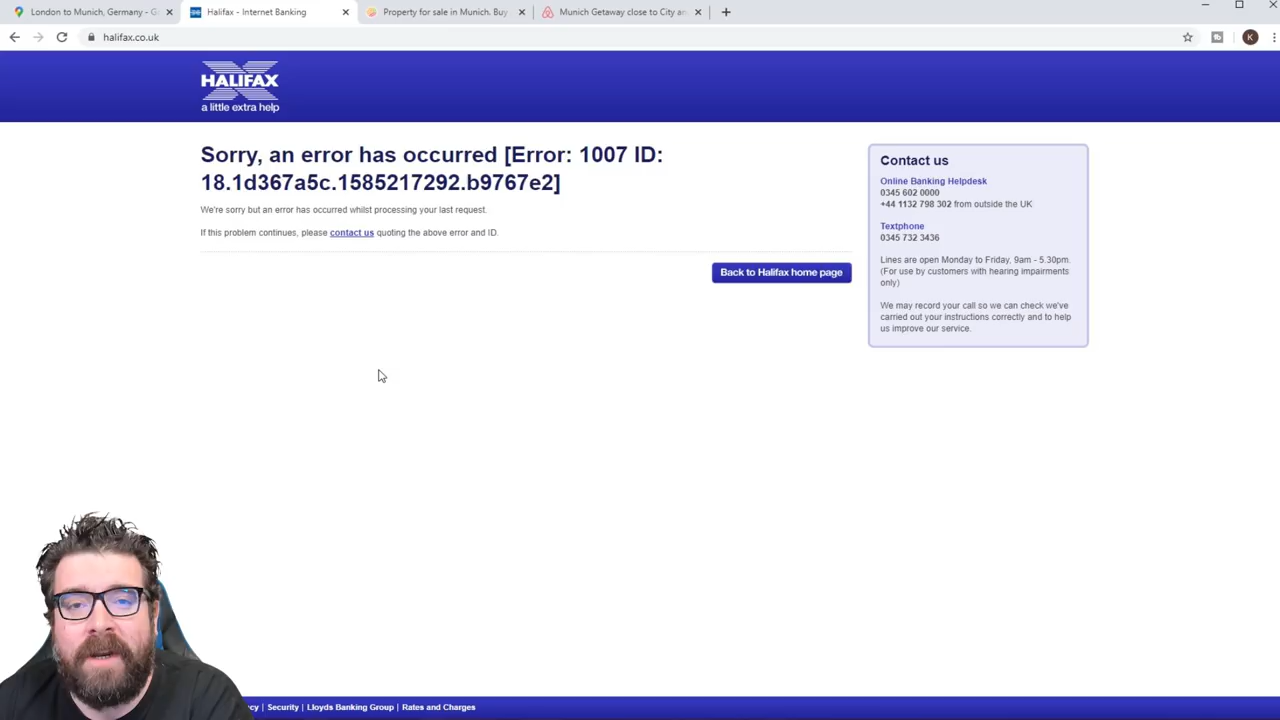 London to Munich, Germany - G
Halifax - Internet Banking
Property for sale in Munich. Buy
Munich Getaway close to City an
halifax.co.uk
K
HALIFAX
a little extra help
Sorry, an error has occurred [Error: 1007 ID:
18.1d367a5c.1585217292.b9767e2]
We're sorry but an error has occurred whilst processing your last request.
If this problem continues, please contact us quoting the above error and ID.
Back to Halifax home page
Contact us
Online Banking Helpdesk
0345 602 0000
+44 1132 798 302 from outside the UK
Textphone
0345 732 3436
Lines are open Monday to Friday, 9am - 5.30pm.
(For use by customers with hearing impairments
only)
We may record your call so we can check we've
carried out your instructions correctly and to help
us improve our service.
cy | Security | Lloyds Banking Group | Rates and Charges